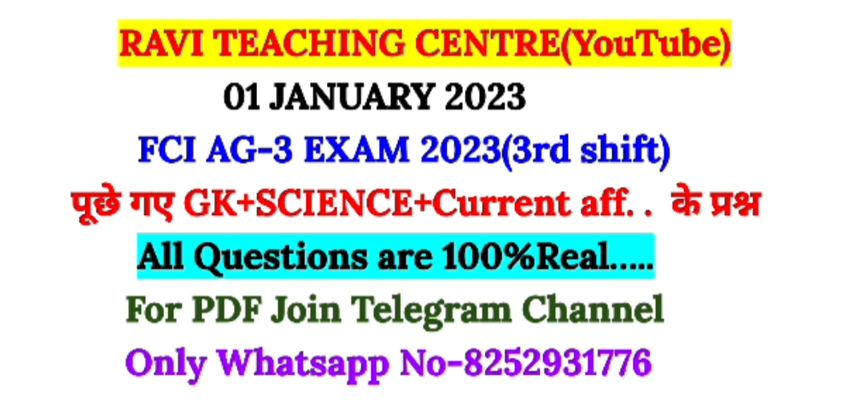 RAVI TEACHING CENTRE(YouTube)
01 JANUARY 2023
FCI AG-3 EXAM 2023(3rd shift)
पूछे गए GK+SCIENCE+Current aff. . के प्रश्न
All Questions are 100%Real.....
For PDF Join Telegram Channel
Only Whatsapp No-8252931776